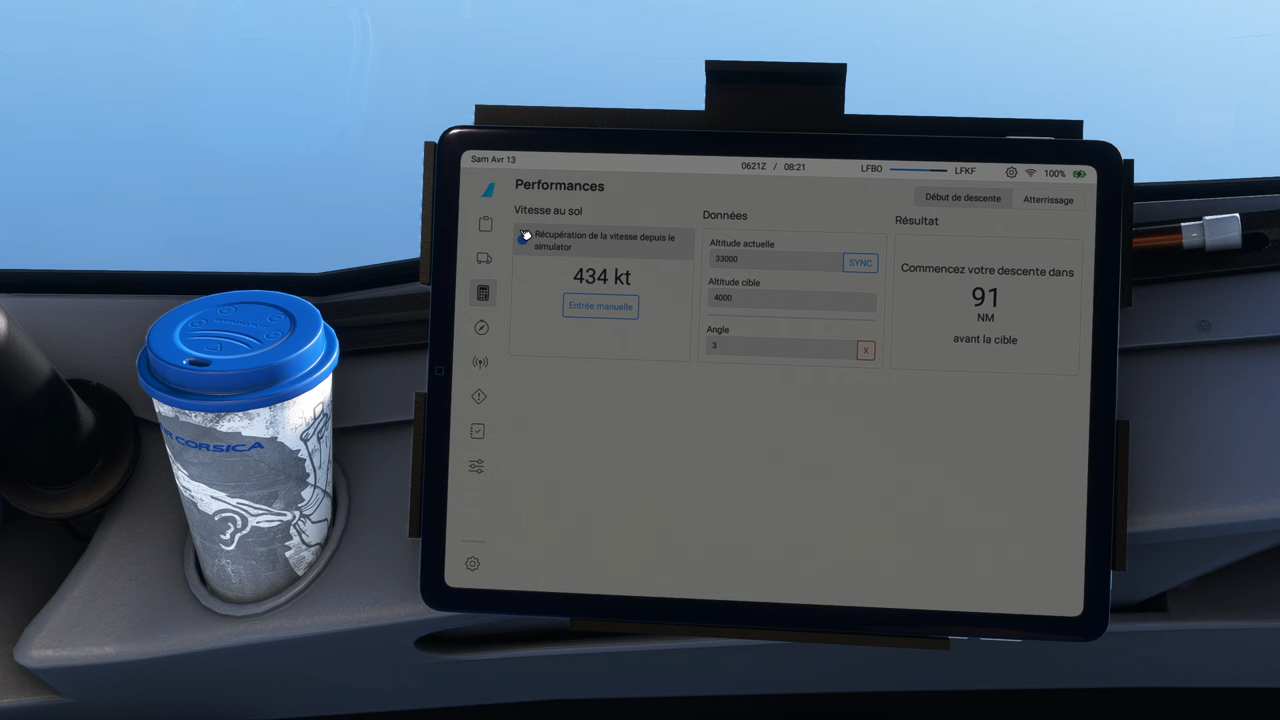 Sam Avr 13
0621Z / 08:21
LFBO
LFKF
100%
Performances
Début de descente
Atterrissage
Vitesse au sol
Récupération de la vitesse depuis le
simulator
434 kt
Entrée manuelle
Données
Altitude actuelle
33000
SYNC
Altitude cible
4000
Angle
3
X
Résultat
Commencez votre descente dans
91
NM
avant la cible
CORSICA